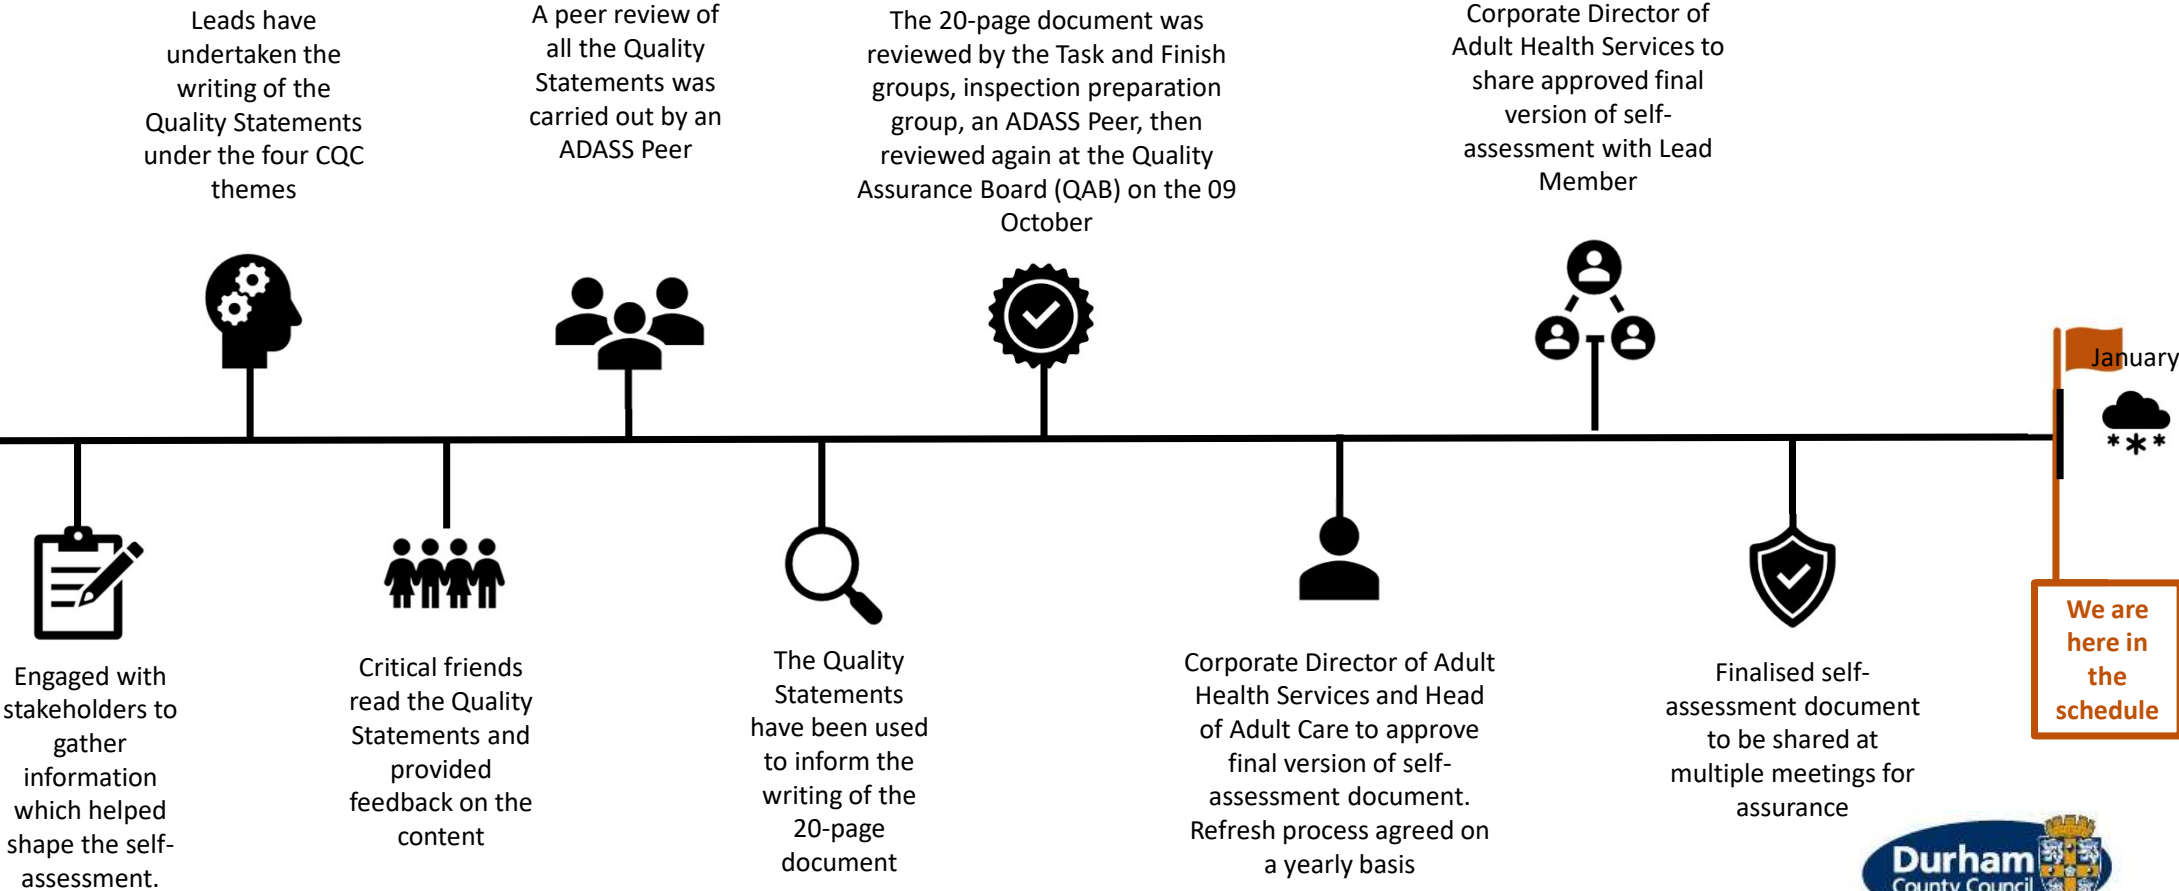 Leads have
undertaken the
writing of the
Quality Statements
under the four CQC
themes
A peer review of
all the Quality
Statements was
carried out by an
ADASS Peer
The 20-page document was
reviewed by the Task and Finish
groups, inspection preparation
group, an ADASS Peer, then
reviewed again at the Quality
Assurance Board (QAB) on the 09
October
Corporate Director of
Adult Health Services to
share approved final
version of self-
assessment with Lead
Member
January
Engaged with
stakeholders to
gather
information
which helped
shape the self-
assessment.
Critical friends
read the Quality
Statements and
provided
feedback on the
content
The Quality
Statements
have been used
to inform the
writing of the
20-page
document
Corporate Director of Adult
Health Services and Head
of Adult Care to approve
final version of self-
assessment document.
Refresh process agreed on
a yearly basis
Finalised self-
assessment document
to be shared at
multiple meetings for
assurance
We are
here in
the
schedule
Durham
County Council